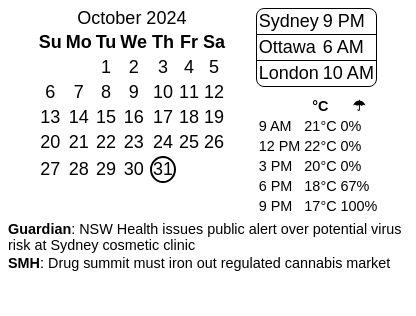 October 2024
Su Mo Tu We Th Fr Sa
1 2 3 4 5
6 7 8 9 10 11 12
13 14 15 16 17 18 19
20 21 22 23 24 25 26
27 28 29 30 31
Sydney 9 PM
Ottawa 6 AM
London 10 AM
°C ☂
9 AM 21°C 0%
12 PM 22°C 0%
3 PM 20°C 0%
6 PM 18°C 67%
9 PM 17°C 100%
Guardian: NSW Health issues public alert over potential virus
risk at Sydney cosmetic clinic
SMH: Drug summit must iron out regulated cannabis market